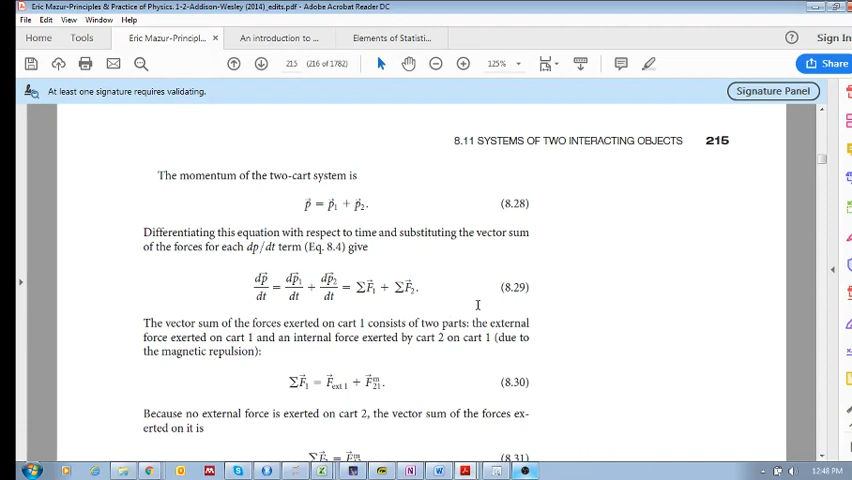 Eric Mazur-Principles & Practice of Physics. 1-2-Addison-Wesley (2014)_edits.pdf - Adobe Acrobat Reader DC
File Edit View Window Help
Home Tools Eric Mazur-Principl... × An introduction to ... Elements of Statisti... Sign In
215 (216 of 1782) 125% Share
At least one signature requires validating. Signature Panel
8.11 SYSTEMS OF TWO INTERACTING OBJECTS 215
The momentum of the two-cart system is
p⃗ = p⃗₁ + p⃗₂. (8.28)
Differentiating this equation with respect to time and substituting the vector sum
of the forces for each dp/dt term (Eq. 8.4) give
dp⃗/dt = dp⃗₁/dt + dp⃗₂/dt = ΣF⃗₁ + ΣF⃗₂. (8.29)
The vector sum of the forces exerted on cart 1 consists of two parts: the external
force exerted on cart 1 and an internal force exerted by cart 2 on cart 1 (due to
the magnetic repulsion):
ΣF⃗₁ = F⃗ext 1 + F⃗ᵐ₂₁. (8.30)
Because no external force is exerted on cart 2, the vector sum of the forces ex-
erted on it is
(8.31)
12:48 PM